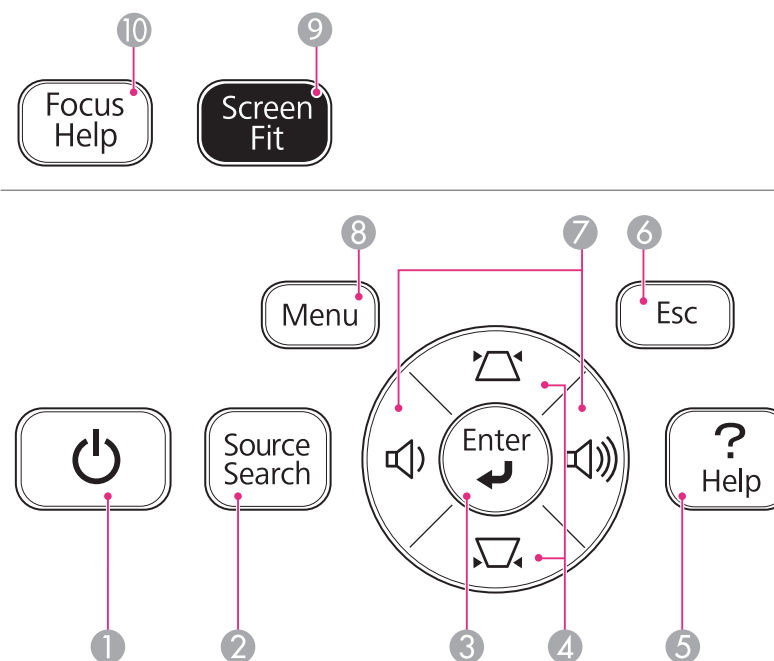 10
9
Focus
Help
Screen
Fit
8
7
6
Menu
Esc
Source
Search
Enter
?
Help
1
2
3
4
5